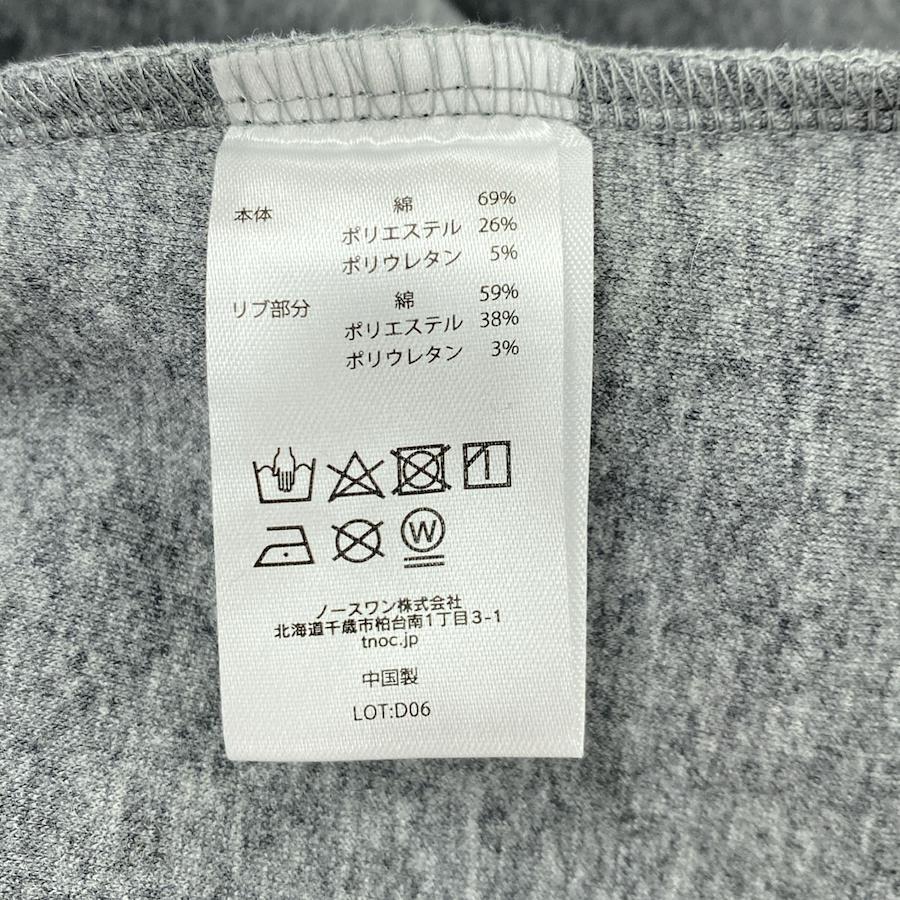 本体 綿 69%
ポリエステル 26%
ポリウレタン 5%
リブ部分 綿 59%
ポリエステル 38%
ポリウレタン 3%
W
ノースワン株式会社
北海道千歳市柏台南1丁目3-1
tnoc.jp
中国製
LOT:D06